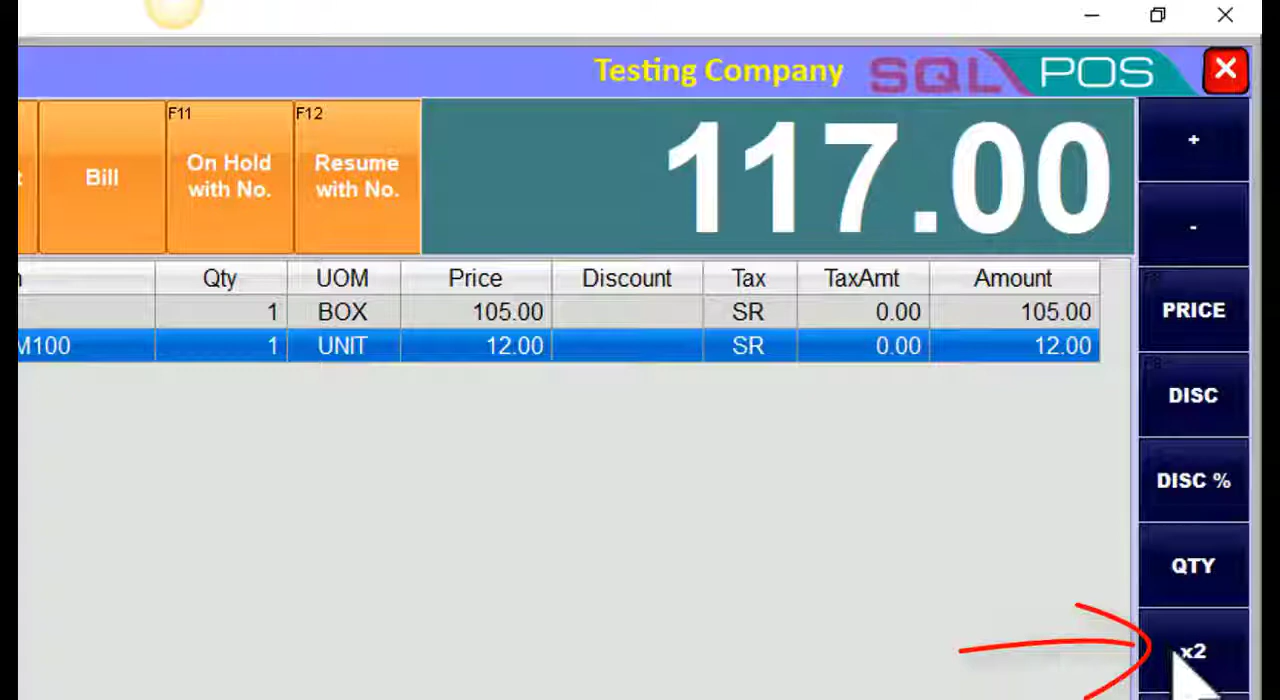 Testing Company SQL POS
F11 F12
Bill On Hold with No. Resume with No. 117.00 +
-
Qty UOM Price Discount Tax TaxAmt Amount
1 BOX 105.00 SR 0.00 105.00 PRICE
M100 1 UNIT 12.00 SR 0.00 12.00
DISC
DISC %
QTY
x2